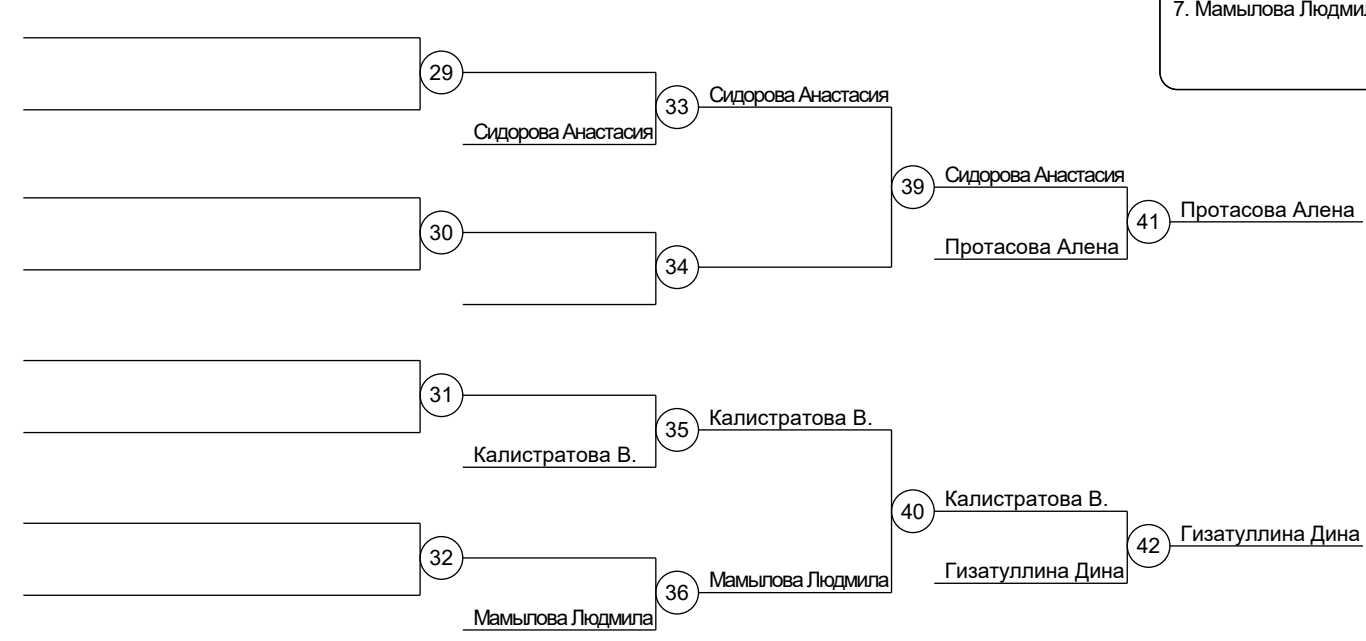 7. Мамылова
29
33
Сидорова Анастасия
Сидорова Анастасия
39
Сидорова Анастасия
30
41
Протасова Алена
Протасова Алена
34
31
35
Калистратова В.
Калистратова В.
40
Калистратова В.
32
42
Гизатуллина Дина
Гизатуллина Дина
36
Мамылова Людмила
Мамылова Людмила